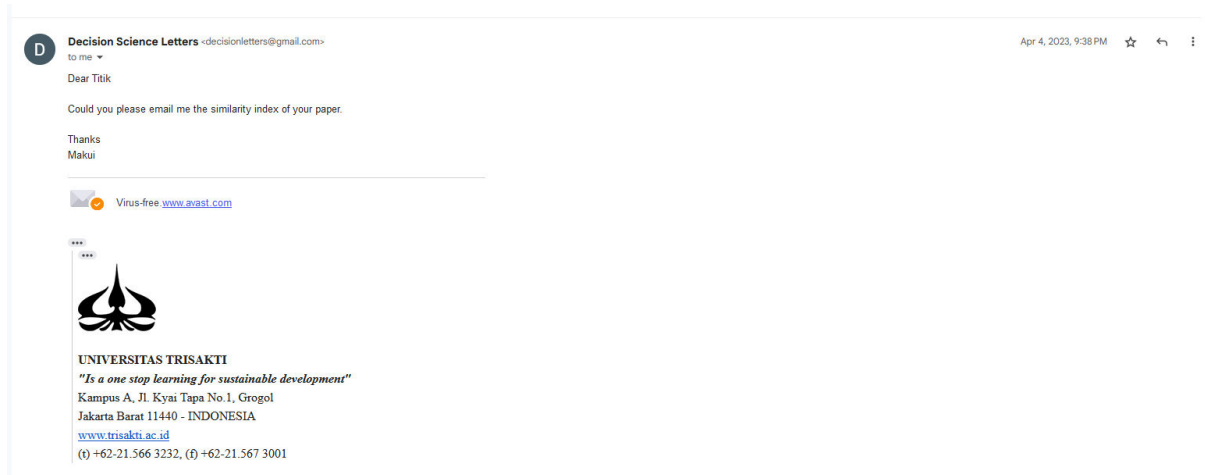 D
Decision Science Letters <decisionletters@gmail.com>
Apr 4, 2023, 9:38 PM
to me
Dear Titik
Could you please email me the similarity index of your paper.
Thanks
Makui
Virus-free.www.avast.com
UNIVERSITAS TRISAKTI
"Is a one stop learning for sustainable development"
Kampus A, Jl. Kyai Tapa No.1, Grogol
Jakarta Barat 11440 - INDONESIA
www.trisakti.ac.id
(t) +62-21.566 3232, (f) +62-21.567 3001